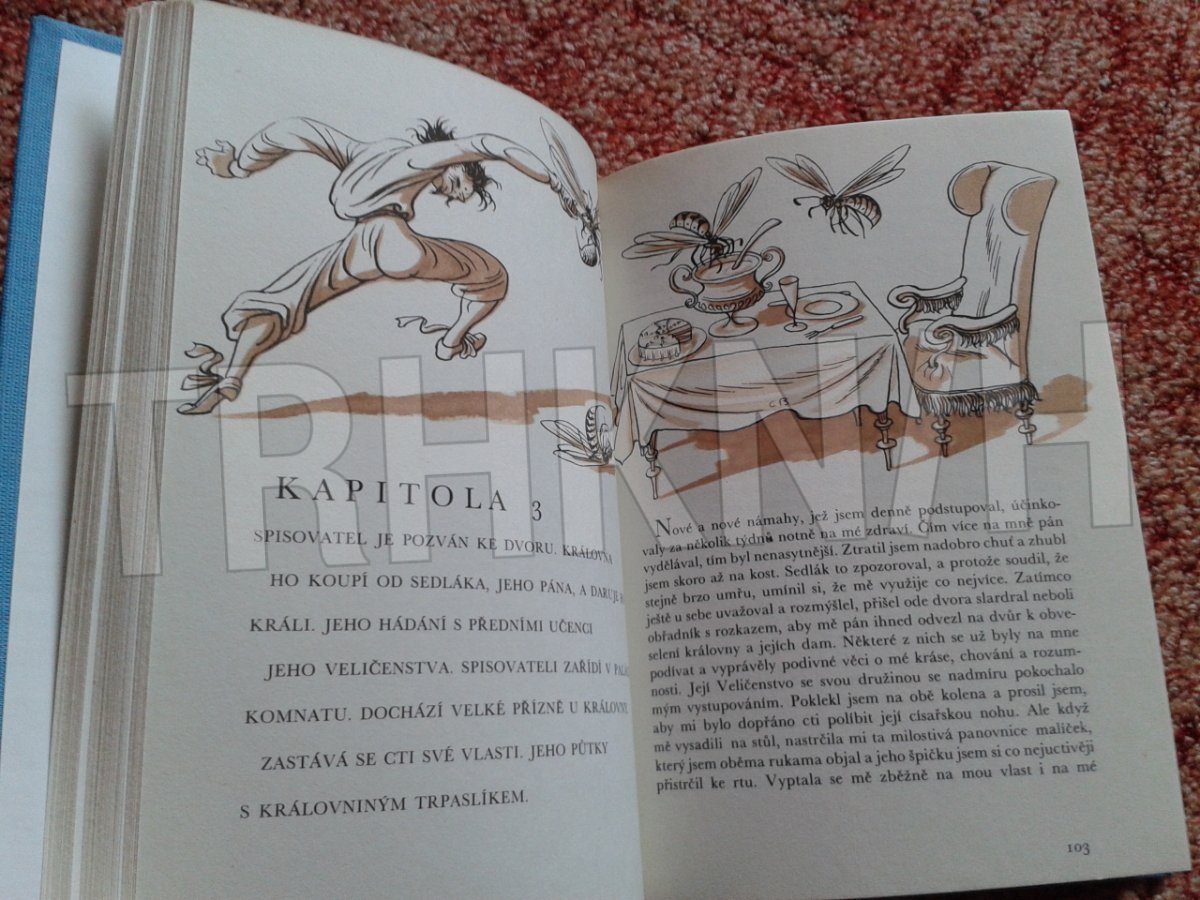 KAPITOLA 3
SPISOVATEL JE POZVÁN KE DVORU. KRÁLOVNA
HO KOUPÍ OD SEDLÁKA, JEHO PÁNA, A DARUJE
KRÁLI. JEHO HÁDÁNÍ S PŘEDNÍMI UČENCI
JEHO VELIČENSTVA. SPISOVATELI ZAŘÍDÍ V
KOMNATU. DOCHÁZÍ VELKÉ PŘÍZNĚ U KRÁLOVNY.
ZASTÁVÁ SE CTI SVÉ VLASTI. JEHO PŮTKY
S KRÁLOVNINÝM TRPASLÍKEM.
Nové a nové námahy, jež jsem denně podstupoval, účinko-
valy za několik týdnů notně na mé zdraví. Čím více na mně pán
vydělával, tím byl nenasytnější. Ztratil jsem nadobro chuť a zhubl
jsem skoro až na kost. Sedlák to zpozoroval, a protože soudil, že
stejně brzo umřu, umínil si, že mě využije co nejvíce. Zatímco
ještě u sebe uvažoval a rozmýšlel, přišel ode dvora slardral neboli
obřadník s rozkazem, aby mě pán ihned odvezl na dvůr k obve-
selení královny a jejích dam. Některé z nich se už byly na mne
podívat a vyprávěly podivné věci o mé kráse, chování a rozum-
nosti. Její Veličenstvo se svou družinou se nadmíru pokochalo
mým vystupováním. Poklekl jsem na obě kolena a prosil jsem,
aby mi bylo dopřáno cti políbit její císařskou nohu. Ale když
mě vysadili na stůl, nastrčila mi ta milostivá panovnice malíček,
který jsem oběma rukama objal a jeho špičku jsem si co nejuctivěji
přistrčil ke rtu. Vyptala se mě zběžně na mou vlast i na mé
103
TRHKNIH